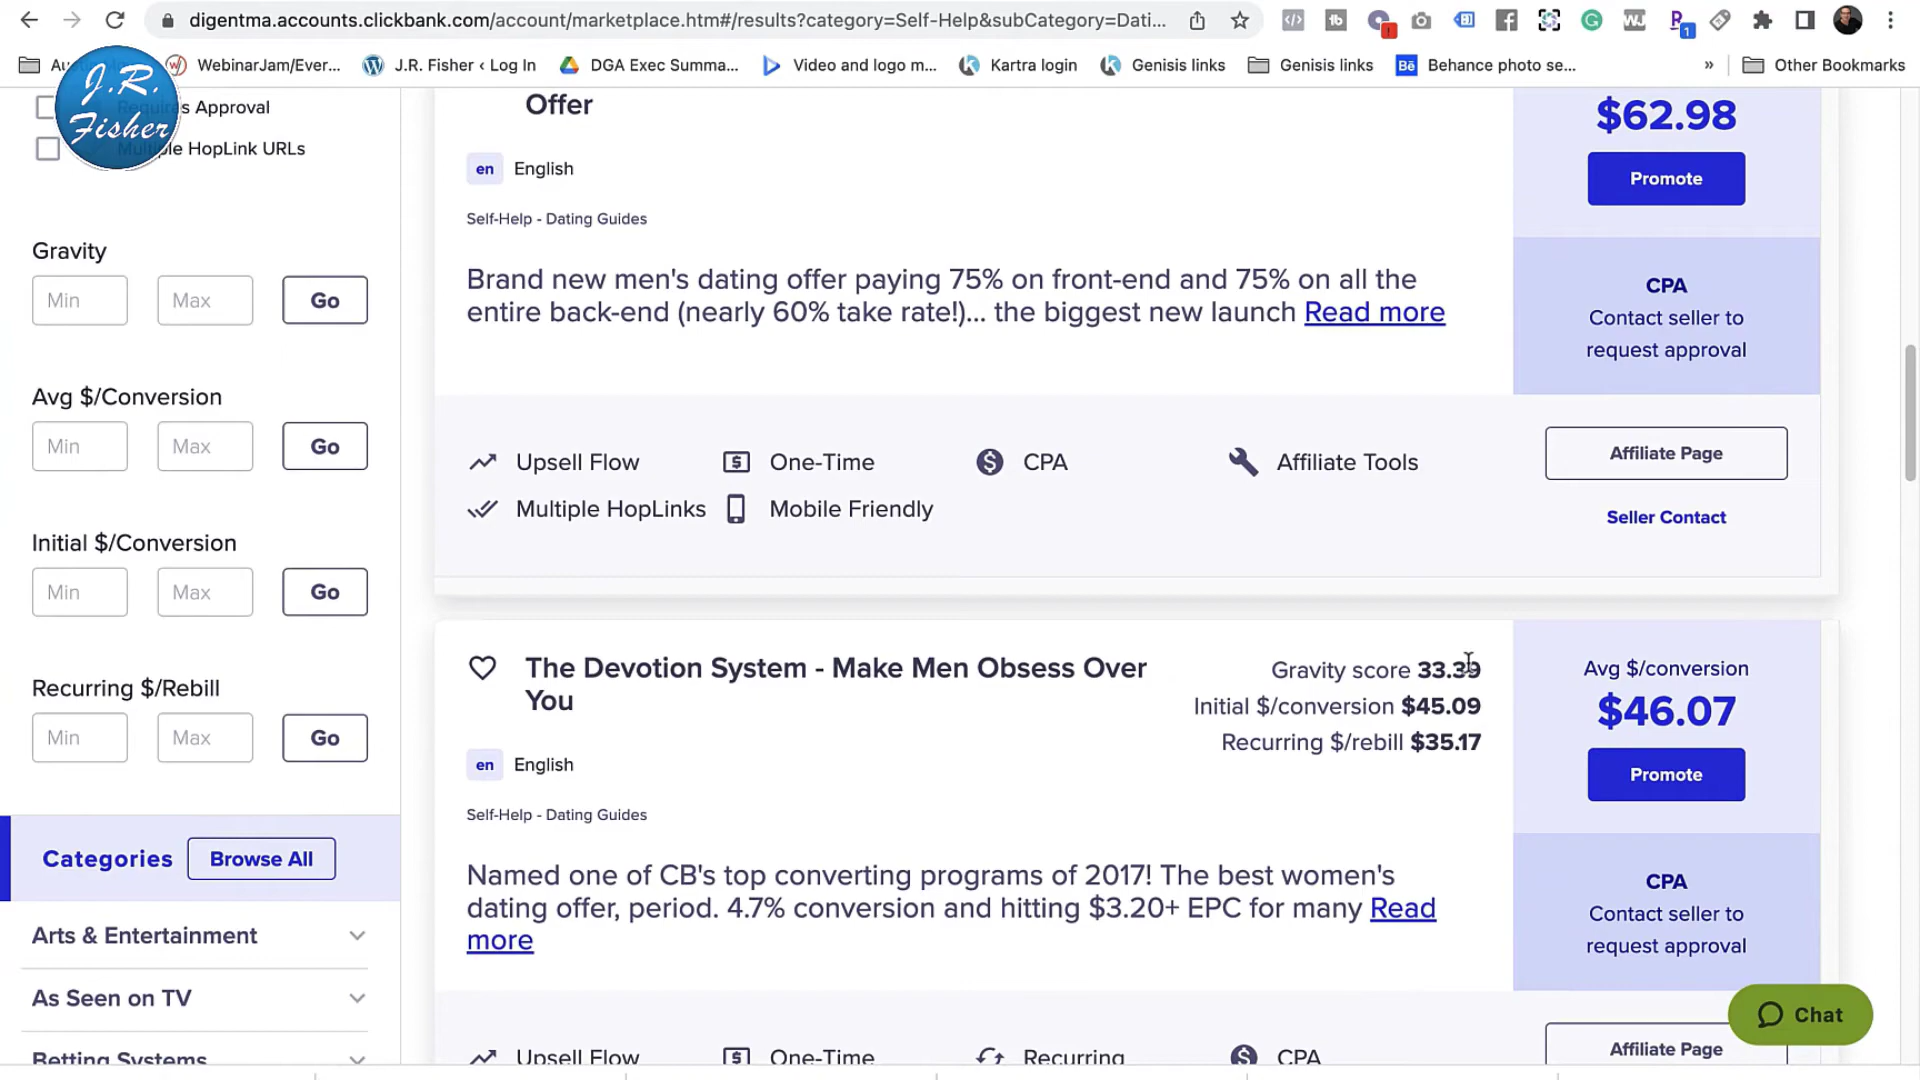 digentma.accounts.clickbank.com/account/marketplace.htm#/results?category=Self-Help&subCategory=Dati...
WebinarJam/Ever...
J.R. Fisher ‹ Log In
DGA Exec Summa...
Video and logo m...
Kartra login
Genisis links
Genisis links
Behance photo se...
»
Other Bookmarks
J.R.
Fisher
Requires Approval
Multiple HopLink URLs
Gravity
Min
Max
Go
Avg $/Conversion
Min
Max
Go
Initial $/Conversion
Min
Max
Go
Recurring $/Rebill
Min
Max
Go
Categories
Browse All
Arts & Entertainment
As Seen on TV
Betting Systems
Offer
en English
Self-Help - Dating Guides
Brand new men's dating offer paying 75% on front-end and 75% on all the
entire back-end (nearly 60% take rate!)... the biggest new launch Read more
$62.98
Promote
CPA
Contact seller to
request approval
Upsell Flow
One-Time
CPA
Affiliate Tools
Multiple HopLinks
Mobile Friendly
Affiliate Page
Seller Contact
The Devotion System - Make Men Obsess Over
You
Gravity score 33.39
Initial $/conversion $45.09
Recurring $/rebill $35.17
en English
Self-Help - Dating Guides
Named one of CB's top converting programs of 2017! The best women's
dating offer, period. 4.7% conversion and hitting $3.20+ EPC for many Read
more
Avg $/conversion
$46.07
Promote
CPA
Contact seller to
request approval
Upsell Flow
One-Time
Recurring
CPA
Affiliate Page
Chat